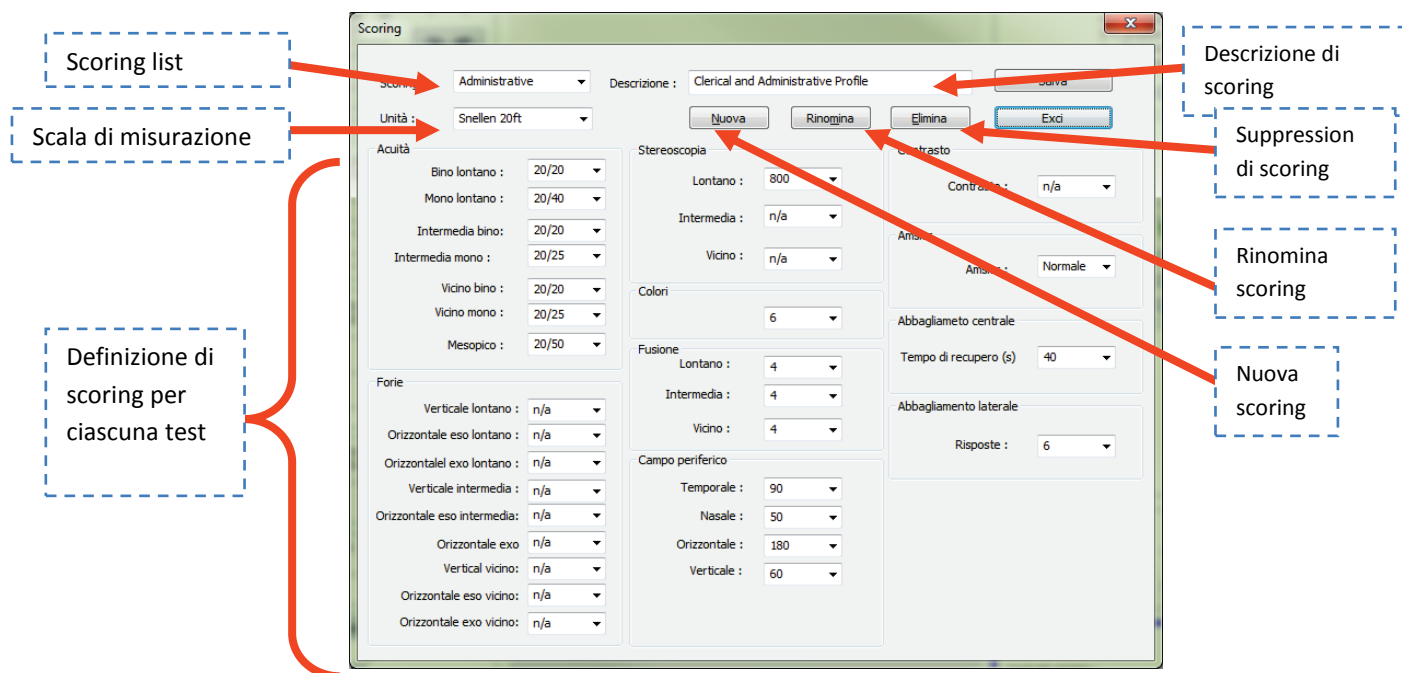 Scoring
Scoring list
Scala di misurazione
Definizione di
scoring per
ciascuna test
Administrative
Descrizione :
Clerical and Administrative Profile
Salva
Unità :
Snellen 20ft
Nuova
Rinomina
Elimina
Exci
Acuità
Bino lontano :
20/20
Mono lontano :
20/40
Intermedia bino:
20/20
Intermedia mono :
20/25
Vicino bino :
20/20
Vicino mono :
20/25
Mesopico :
20/50
Forie
Verticale lontano :
n/a
Orizzontale eso lontano :
n/a
Orizzontalel exo lontano :
n/a
Verticale intermedia :
n/a
Orizzontale eso intermedia:
n/a
Orizzontale exo
n/a
Vertical vicino:
n/a
Orizzontale eso vicino:
n/a
Orizzontale exo vicino:
n/a
Stereoscopia
Lontano :
800
Intermedia :
n/a
Vicino :
n/a
Colori
6
Fusione
Lontano :
4
Intermedia :
4
Vicino :
4
Campo periferico
Temporale :
90
Nasale :
50
Orizzontale :
180
Verticale :
60
Contrasto
Contrasto :
n/a
Normale
Abbagliameto centrale
Tempo di recupero (s)
40
Abbagliamento laterale
Risposte :
6
Descrizione di
scoring
Suppression
di scoring
Rinomina
scoring
Nuova
scoring